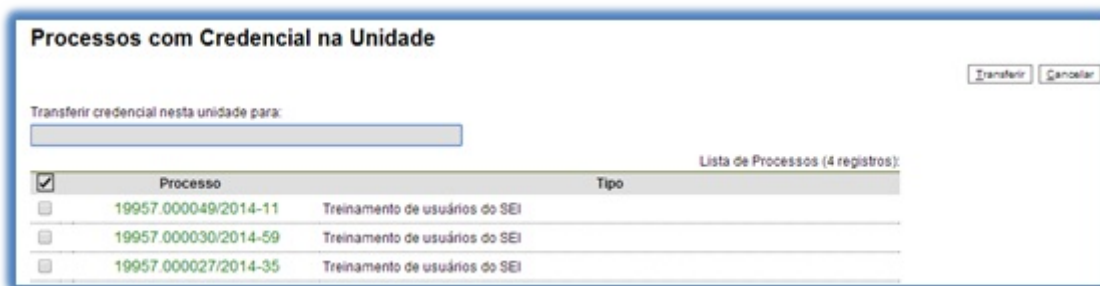 Processos com Credencial na Unidade
Transferir Cancelar
Transferir credencial nesta unidade para:
Lista de Processos (4 registros):
Processo Tipo
19957.000049/2014-11 Treinamento de usuários do SEI
19957.000030/2014-59 Treinamento de usuários do SEI
19957.000027/2014-35 Treinamento de usuários do SEI